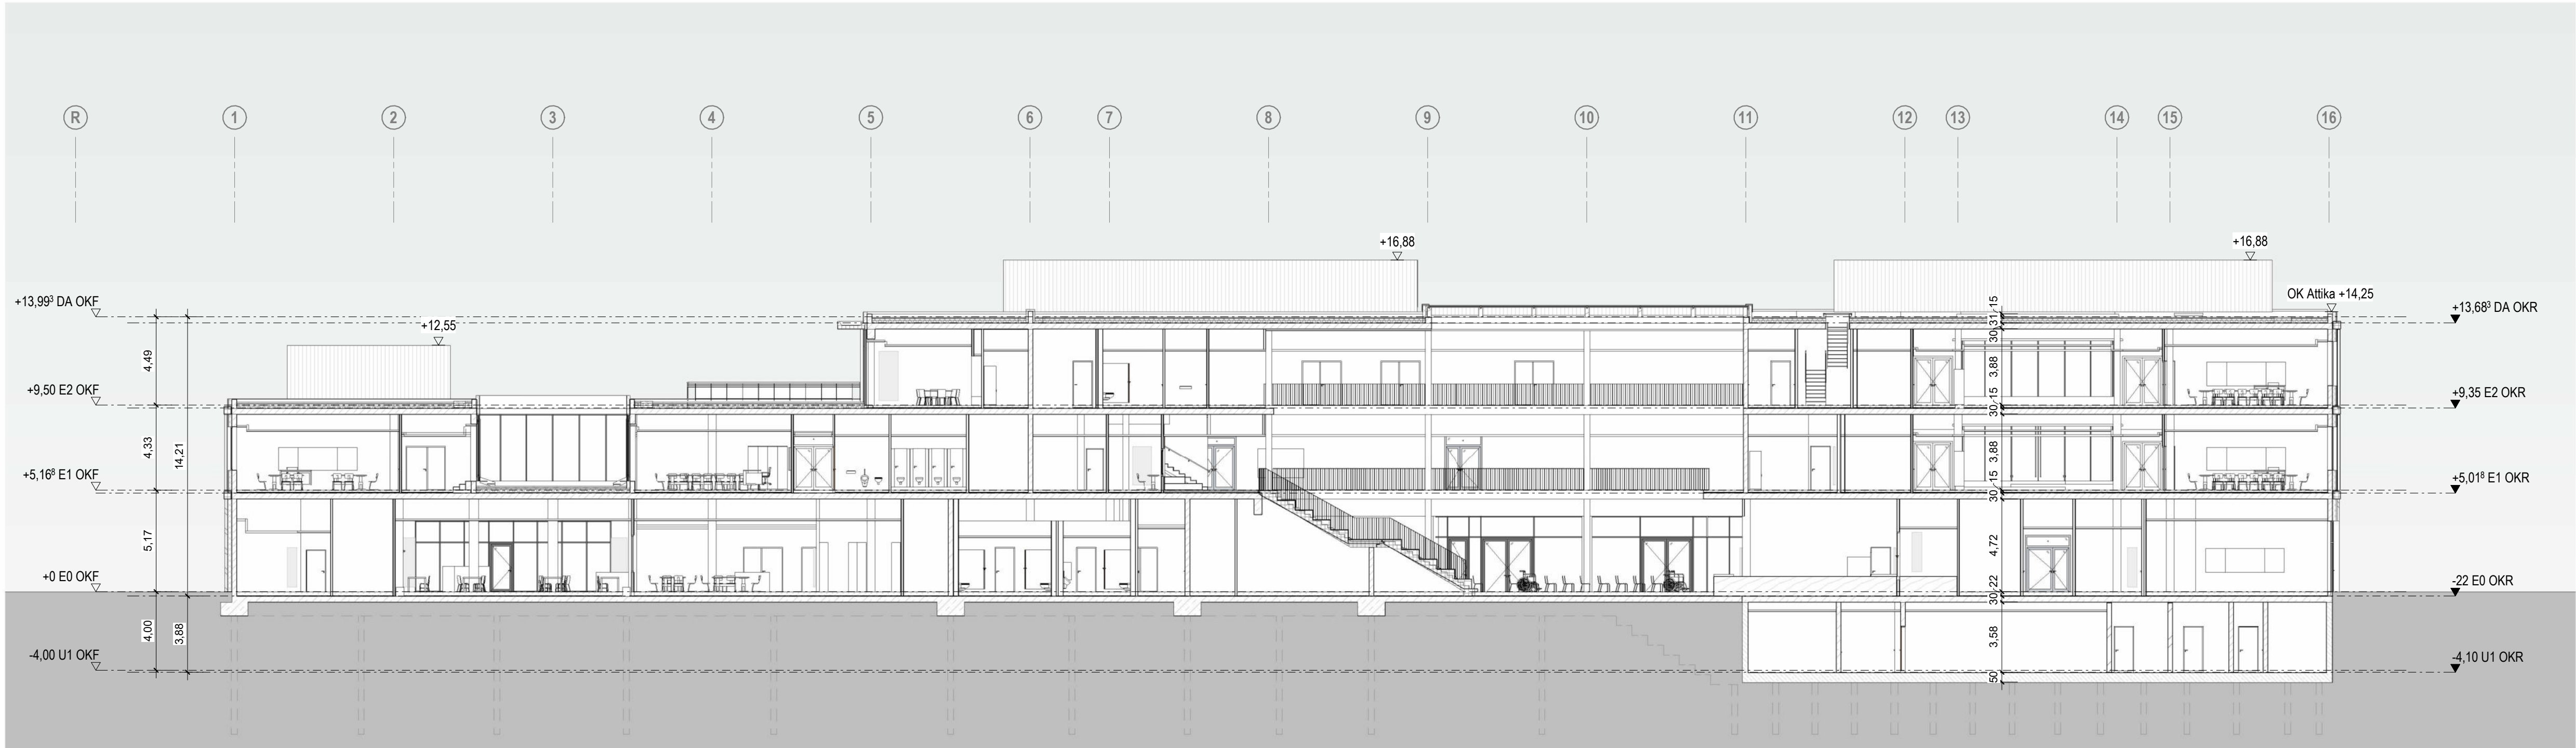 R 1 2 3 4 5 6 7 8 9 10 11 12 13 14 15 16
+16,88
+16,88
OK Attika +14,25
+13,99³ DA OKF
+13,68³ DA OKR
+12,55
+9,50 E2 OKF
+9,35 E2 OKR
+5,16⁸ E1 OKF
+5,01⁸ E1 OKR
+0 E0 OKF
-22 E0 OKR
-4,00 U1 OKF
-4,10 U1 OKR
4,49
4,33
5,17
4,00
14,21
3,88
15
31
30
3,88
15
30
3,88
15
30
4,72
22
30
3,58
50